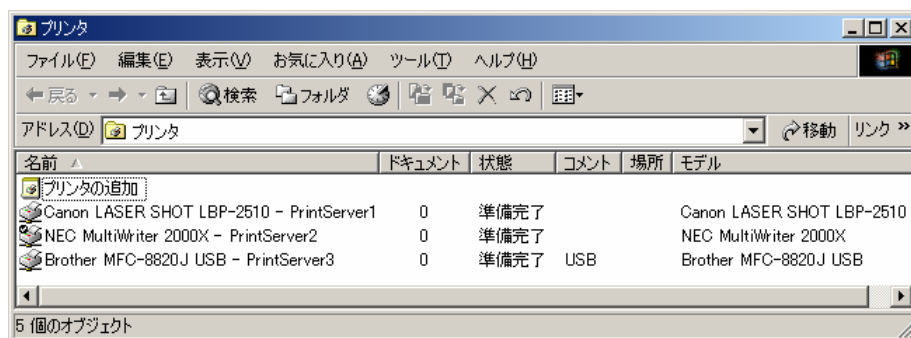 プリンタ
ファイル(F) 編集(E) 表示(V) お気に入り(A) ツール(T) ヘルプ(H)
戻る 検索 フォルダ
アドレス(D) プリンタ 移動 リンク »
名前 ドキュメント 状態 コメント 場所 モデル
プリンタの追加
Canon LASER SHOT LBP-2510 - PrintServer1 0 準備完了 Canon LASER SHOT LBP-2510
NEC MultiWriter 2000X - PrintServer2 0 準備完了 NEC MultiWriter 2000X
Brother MFC-8820J USB - PrintServer3 0 準備完了 USB Brother MFC-8820J USB
5 個のオブジェクト